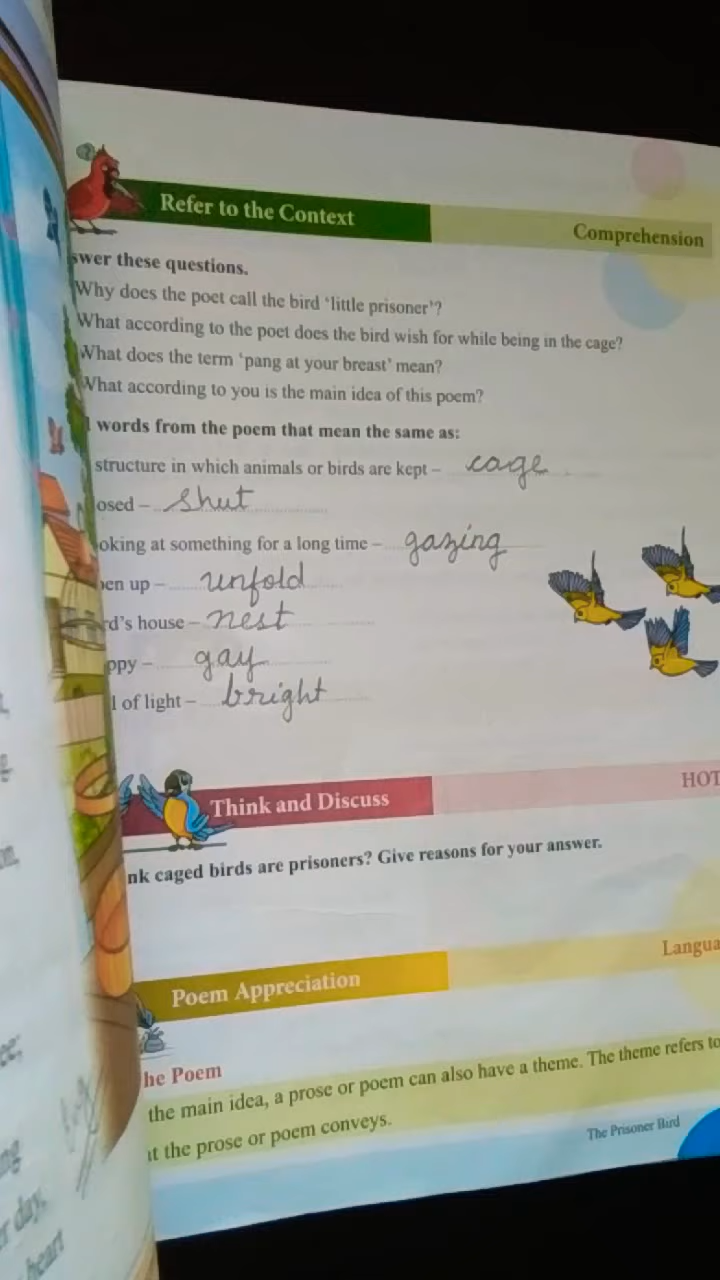 Refer to the Context
Comprehension
swer these questions.
Why does the poet call the bird ‘little prisoner’?
What according to the poet does the bird wish for while being in the cage?
What does the term ‘pang at your breast’ mean?
What according to you is the main idea of this poem?
words from the poem that mean the same as:
structure in which animals or birds are kept – cage
osed – shut
oking at something for a long time – gazing
en up – unfold
rd’s house – nest
ppy – gay
l of light – bright
Think and Discuss
HOT
nk caged birds are prisoners? Give reasons for your answer.
Poem Appreciation
Langua
he Poem
the main idea, a prose or poem can also have a theme. The theme refers to
at the prose or poem conveys.
The Prisoner Bird
day,
heart